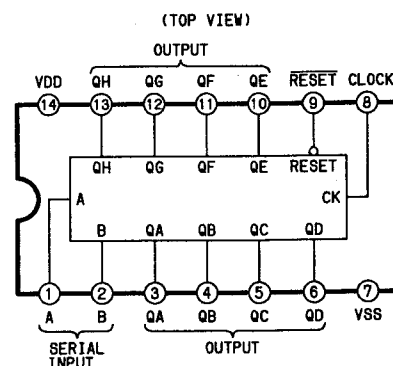 (TOP VIEW)
OUTPUT
VDD QH QG QF QE RESET CLOCK
14 13 12 11 10 9 8
QH QG QF QE RESET
A CK
B QA QB QC QD
1 2 3 4 5 6 7
A B QA QB QC QD VSS
SERIAL INPUT OUTPUT